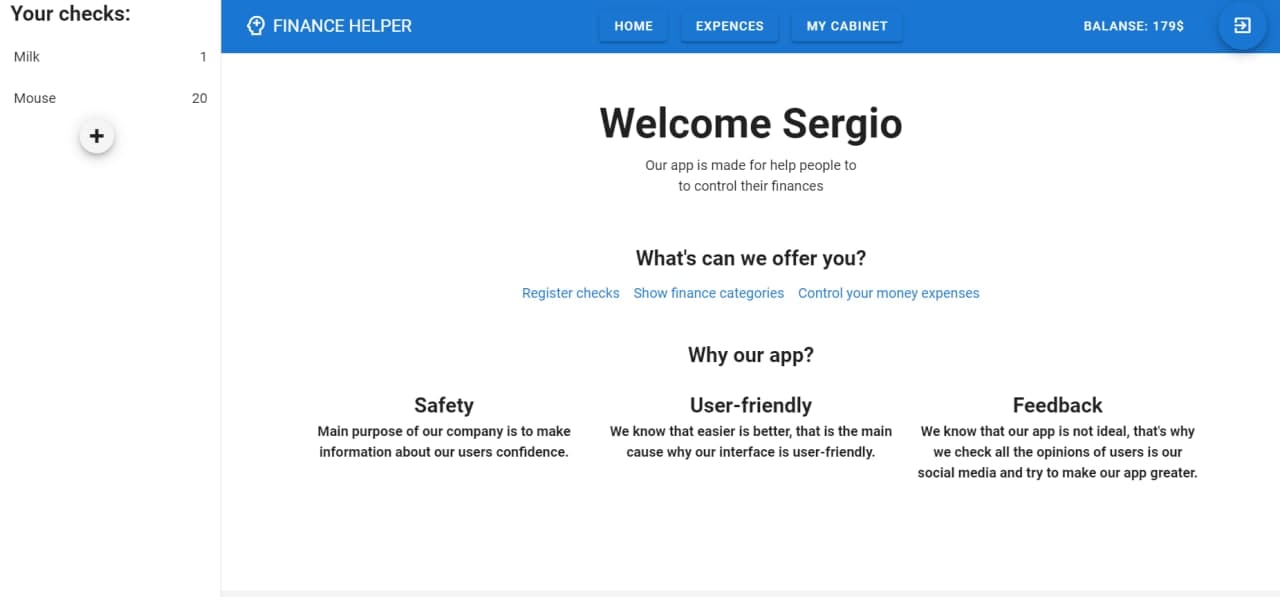 Your checks:
Milk 1
Mouse 20
+
FINANCE HELPER
HOME EXPENCES MY CABINET
BALANSE: 179$
Welcome Sergio
Our app is made for help people to
to control their finances
What's can we offer you?
Register checks Show finance categories Control your money expenses
Why our app?
Safety
Main purpose of our company is to make
information about our users confidence.
User-friendly
We know that easier is better, that is the main
cause why our interface is user-friendly.
Feedback
We know that our app is not ideal, that's why
we check all the opinions of users is our
social media and try to make our app greater.